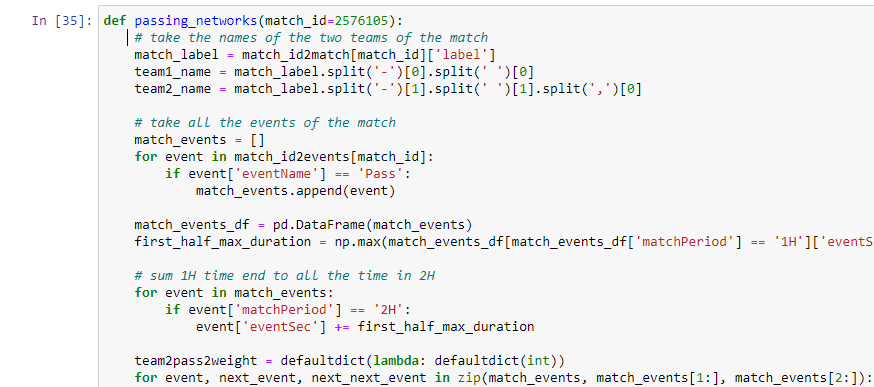 In [35]: def passing_networks(match_id=2576105):
# take the names of the two teams of the match
match_label = match_id2match[match_id]['label']
team1_name = match_label.split('-')[0].split(' ')[0]
team2_name = match_label.split('-')[1].split(' ')[1].split(',')[0]
# take all the events of the match
match_events = []
for event in match_id2events[match_id]:
if event['eventName'] == 'Pass':
match_events.append(event)
match_events_df = pd.DataFrame(match_events)
first_half_max_duration = np.max(match_events_df[match_events_df['matchPeriod'] == '1H']['eventS
# sum 1H time end to all the time in 2H
for event in match_events:
if event['matchPeriod'] == '2H':
event['eventSec'] += first_half_max_duration
team2pass2weight = defaultdict(lambda: defaultdict(int))
for event, next_event, next_next_event in zip(match_events, match_events[1:], match_events[2:]):